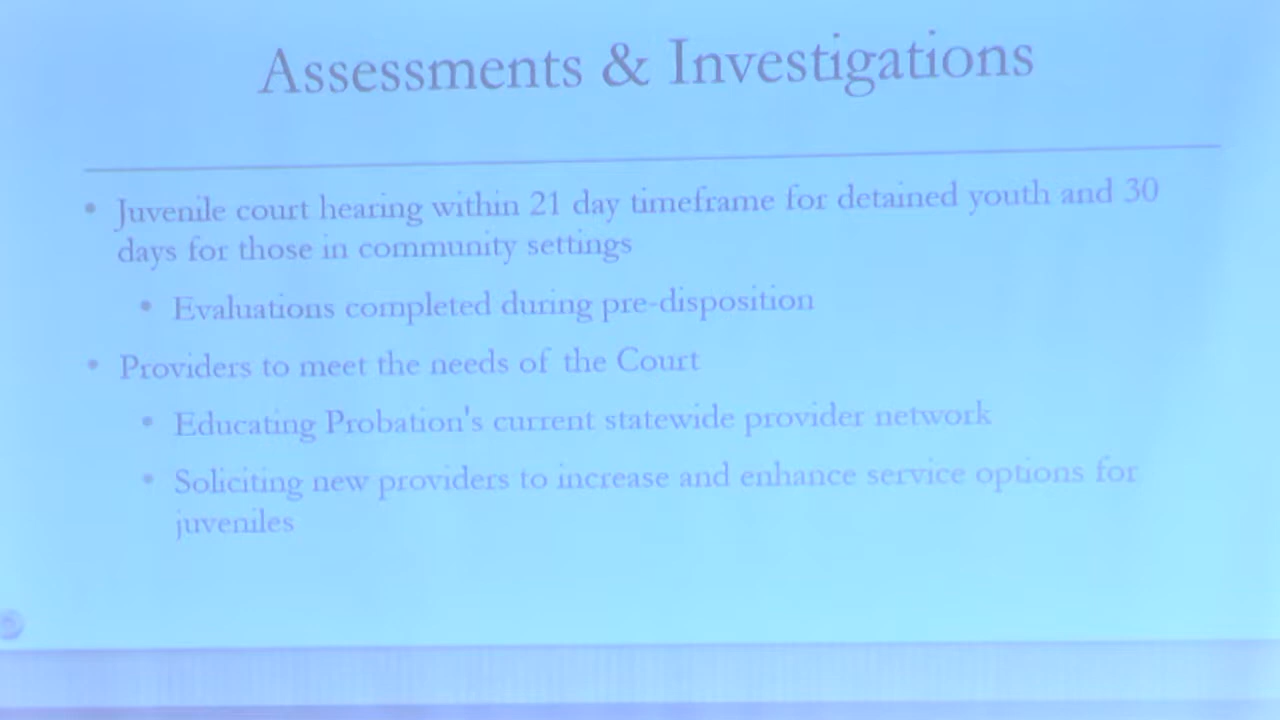 Assessments & Investigations
• Juvenile court hearing within 21 day timeframe for detained youth and 30
days for those in community settings
• Evaluations completed during pre-disposition
• Providers to meet the needs of the Court
• Educating Probation's current statewide provider network
• Soliciting new providers to increase and enhance service options for
juveniles